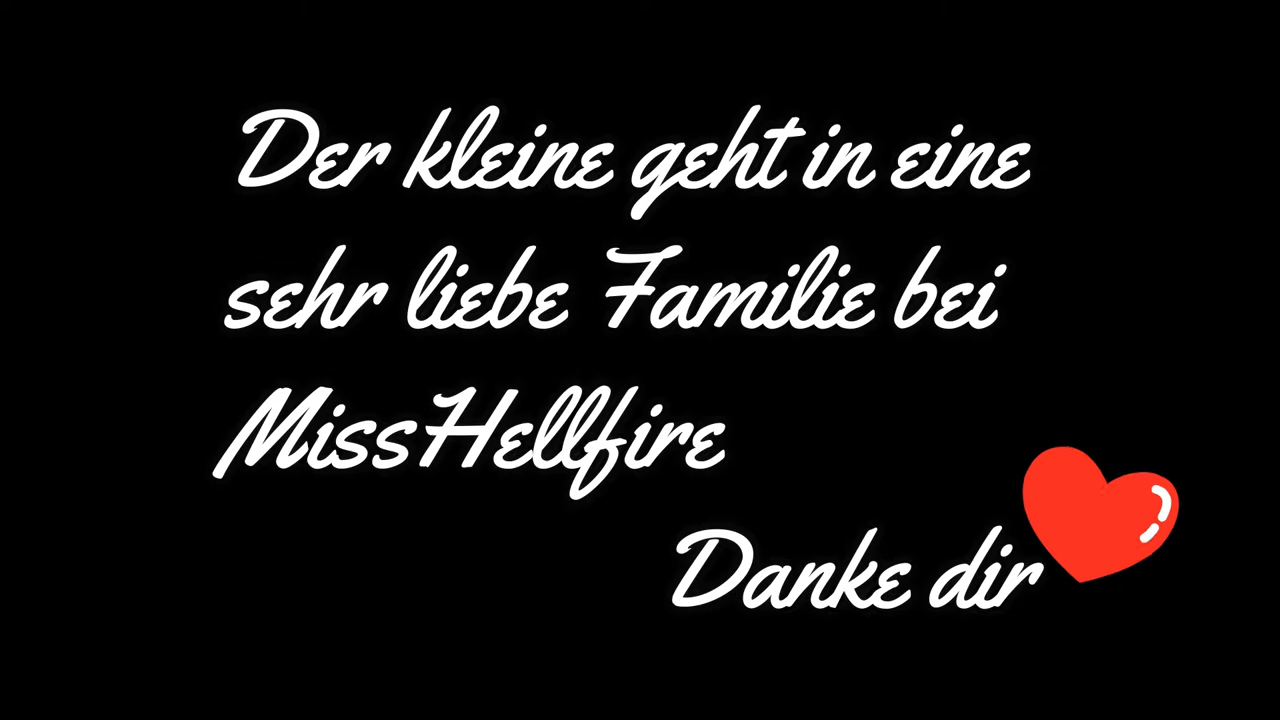 Der kleine geht in eine
sehr liebe Familie bei
MissHellfire
Danke dir